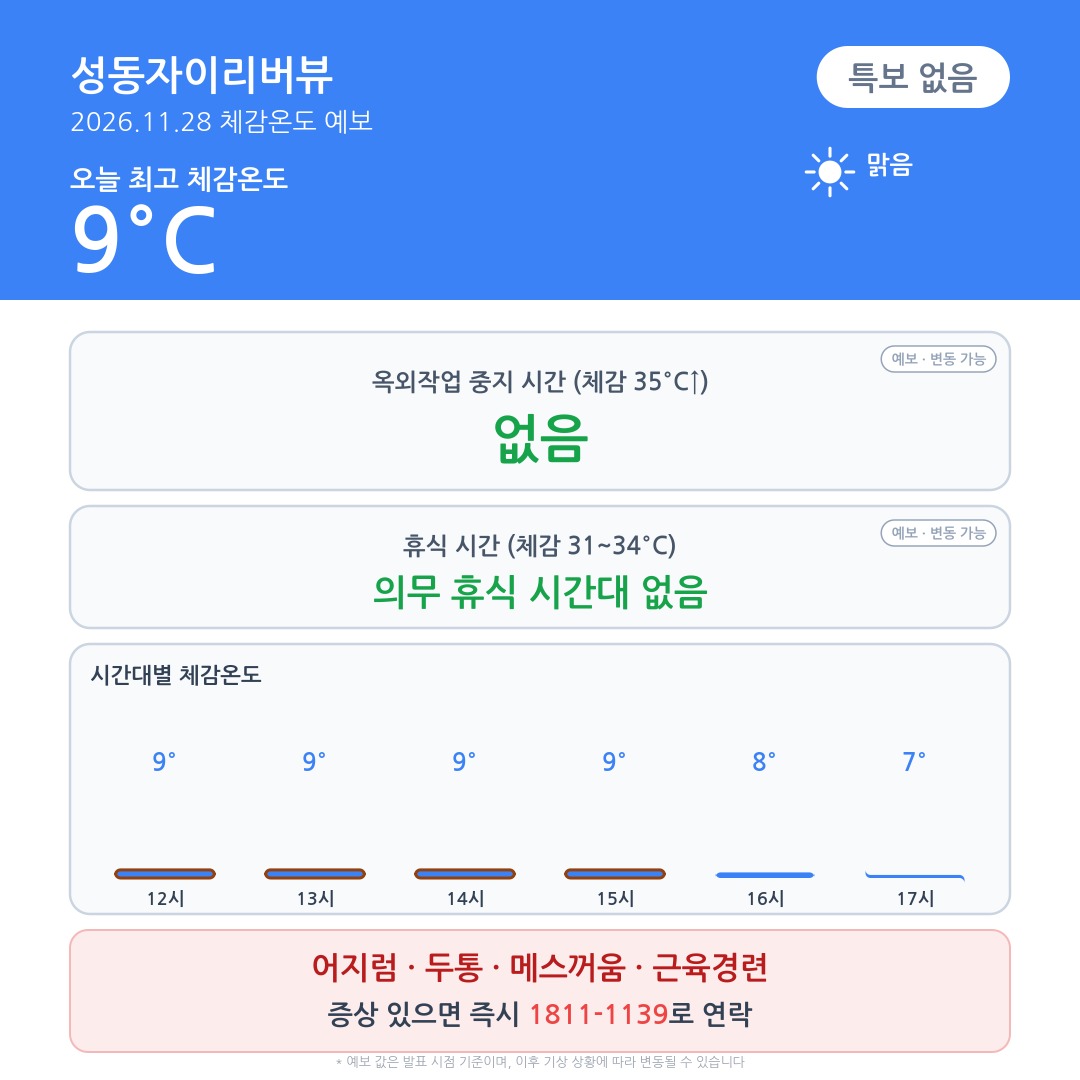 성동자이리버뷰
특보 없음
2026.11.28 체감온도 예보
맑음
오늘 최고 체감온도
9°C
예보 · 변동 가능
옥외작업 중지 시간 (체감 35°C↑)
없음
예보 · 변동 가능
휴식 시간 (체감 31~34°C)
의무 휴식 시간대 없음
시간대별 체감온도
9° 9° 9° 9° 8° 7°
12시 13시 14시 15시 16시 17시
어지럼 · 두통 · 메스꺼움 · 근육경련
증상 있으면 즉시 1811-1139로 연락
* 예보 값은 발표 시점 기준이며, 이후 기상 상황에 따라 변동될 수 있습니다